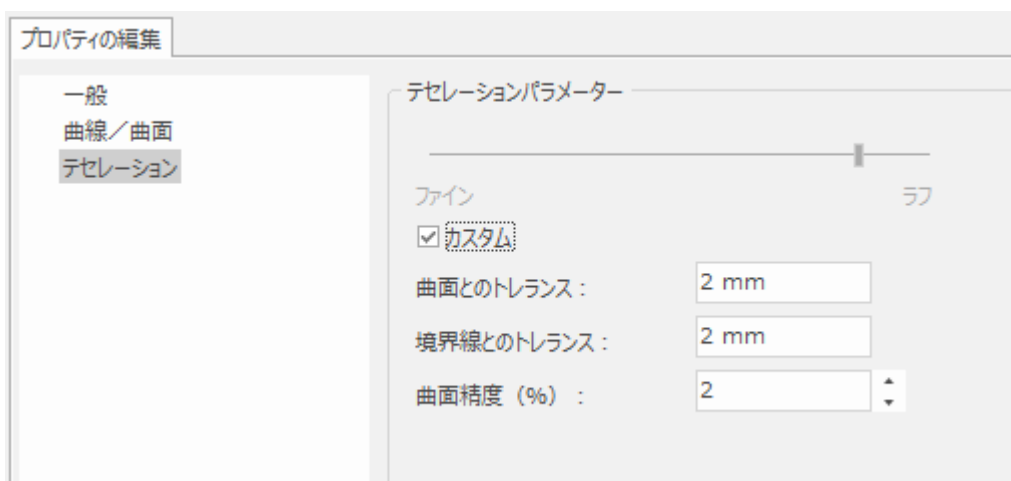 プロパティの編集
一般
曲線／曲面
テセレーション
テセレーションパラメーター
ファイン ラフ
カスタム
曲面とのトレランス： 2 mm
境界線とのトレランス： 2 mm
曲面精度（%）： 2